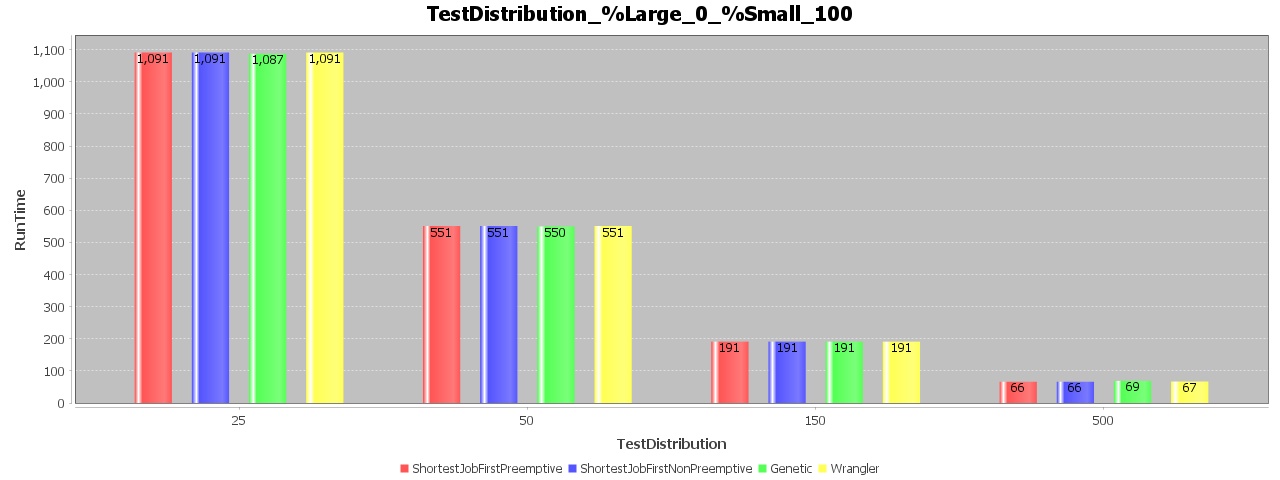 TestDistribution_%Large_0_%Small_100
RunTime
1,100
1,000
900
800
700
600
500
400
300
200
100
0
1,091 1,091 1,087 1,091
551 551 550 551
191 191 191 191
66 66 69 67
25 50 150 500
TestDistribution
ShortestJobFirstPreemptive ShortestJobFirstNonPreemptive Genetic Wrangler